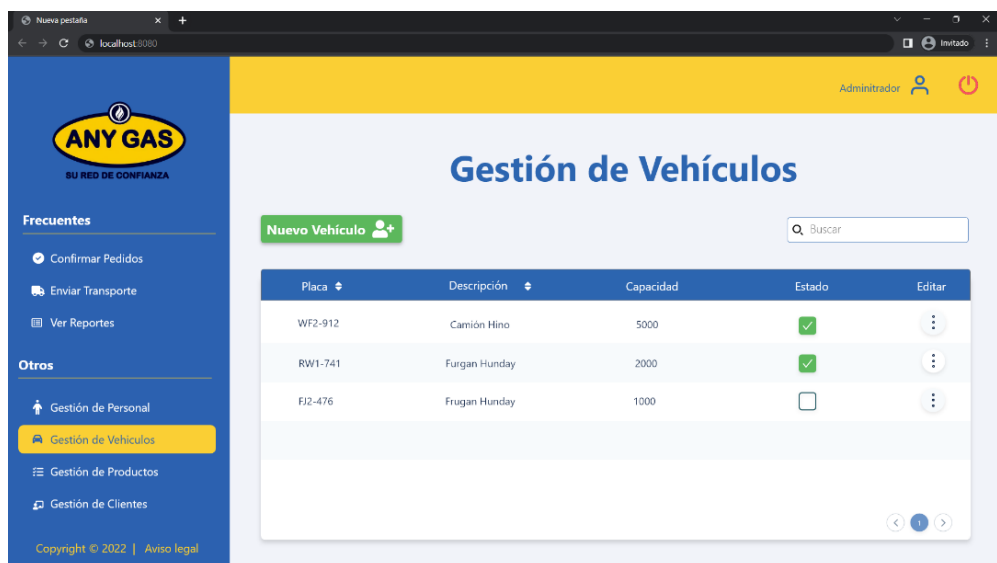 Nueva pestaña
localhost:8080
Invitado
Adminitrador
ANY GAS
SU RED DE CONFIANZA
Frecuentes
Confirmar Pedidos
Enviar Transporte
Ver Reportes
Otros
Gestión de Personal
Gestión de Vehiculos
Gestión de Productos
Gestión de Clientes
Copyright © 2022 | Aviso legal
Gestión de Vehículos
Nuevo Vehículo
Buscar
Placa Descripción Capacidad Estado Editar
WF2-912 Camión Hino 5000
RW1-741 Furgan Hunday 2000
FJ2-476 Frugan Hunday 1000
1